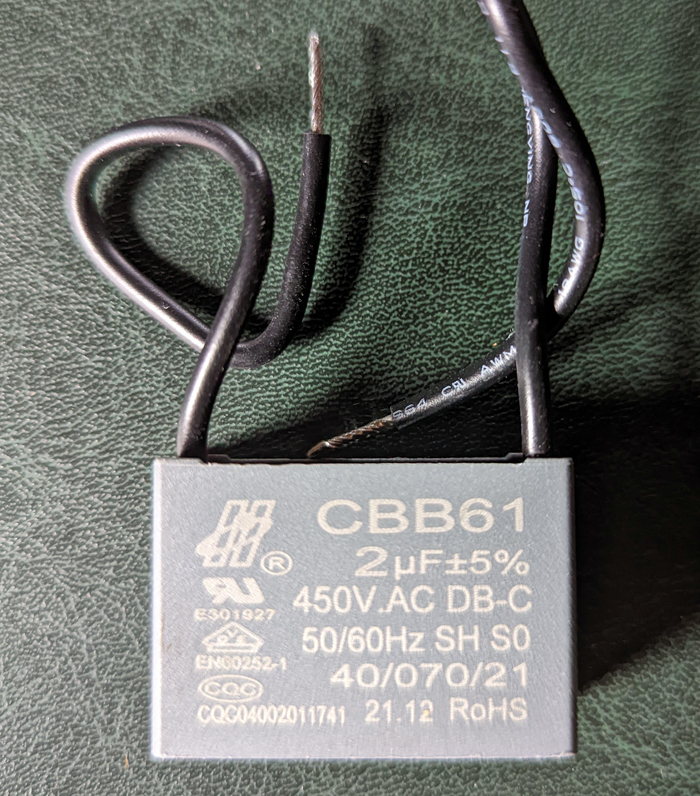 AWM
CBB61
2µF±5%
450V.AC DB-C
50/60Hz SH S0
40/070/21
21.12 RoHS
®
E301927
EN60252-1
CQC
CQC04002011741